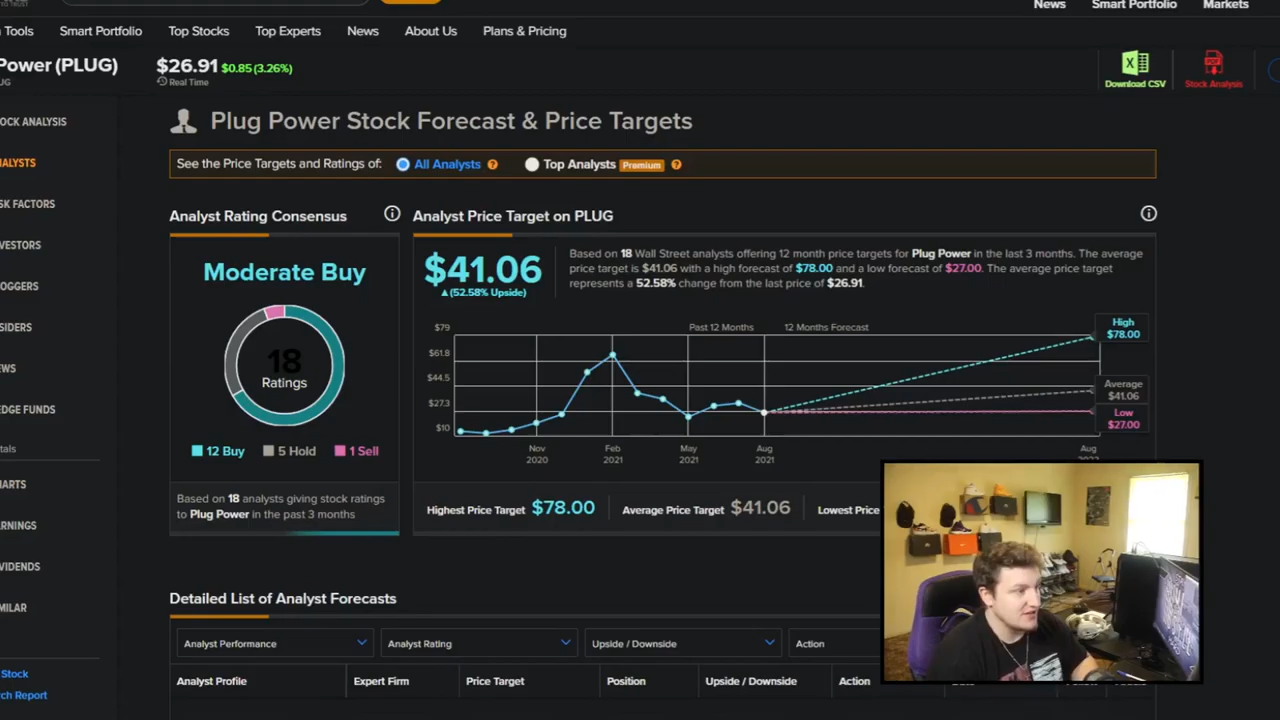 News Smart Portfolio Markets
Tools Smart Portfolio Top Stocks Top Experts News About Us Plans & Pricing
Power (PLUG) $26.91 $0.85 (3.26%)
UG Real Time
Download CSV Stock Analysis
Plug Power Stock Forecast & Price Targets
OCK ANALYSIS
ALYSTS
SK FACTORS
VESTORS
OGGERS
SIDERS
WS
EDGE FUNDS
tals
HARTS
RNINGS
VIDENDS
MILAR
Stock
rch Report
See the Price Targets and Ratings of: All Analysts ? Top Analysts Premium ?
Analyst Rating Consensus
Moderate Buy
18
Ratings
12 Buy 5 Hold 1 Sell
Based on 18 analysts giving stock ratings
to Plug Power in the past 3 months
Analyst Price Target on PLUG
$41.06
▲(52.58% Upside)
Based on 18 Wall Street analysts offering 12 month price targets for Plug Power in the last 3 months. The average
price target is $41.06 with a high forecast of $78.00 and a low forecast of $27.00. The average price target
represents a 52.58% change from the last price of $26.91.
$79 Past 12 Months 12 Months Forecast
$61.8
$44.5
$27.3
$10
High
$78.00
Average
$41.06
Low
$27.00
Nov Feb May Aug Aug
2020 2021 2021 2021
Highest Price Target $78.00 Average Price Target $41.06 Lowest Price
Detailed List of Analyst Forecasts
Analyst Performance Analyst Rating Upside / Downside Action
Analyst Profile Expert Firm Price Target Position Upside / Downside Action